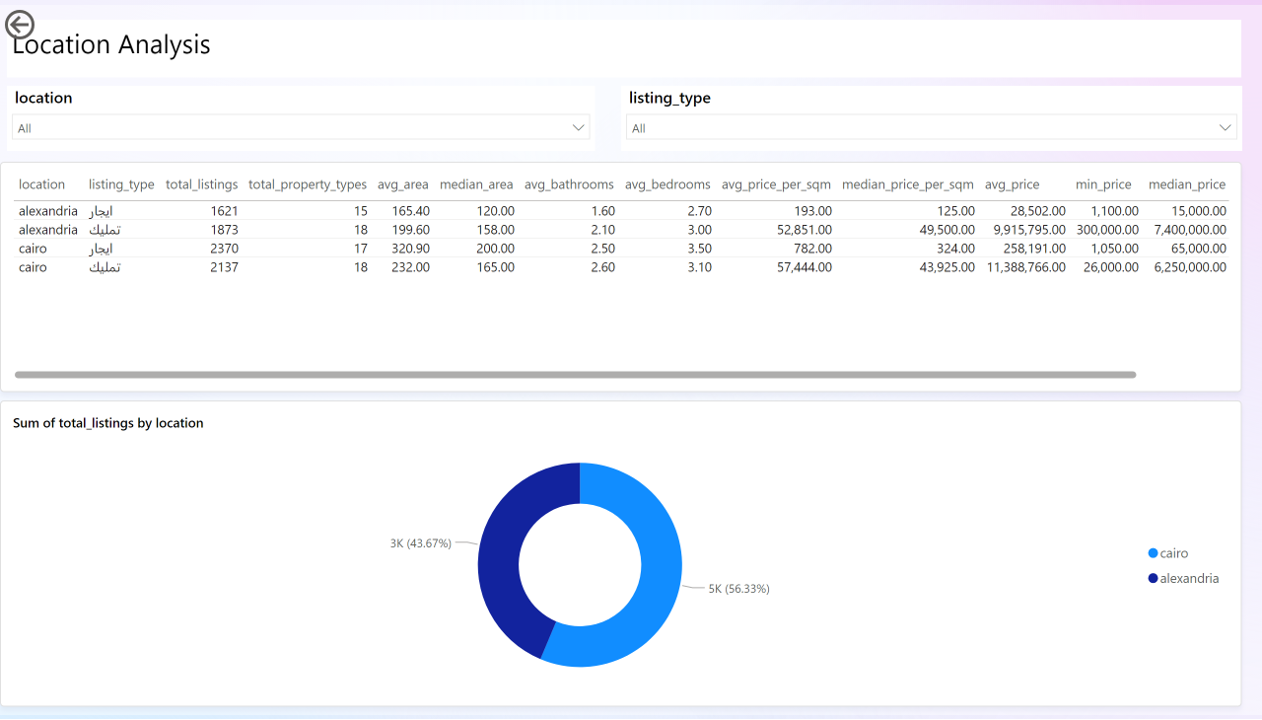 Location Analysis
location
All
listing_type
All
location listing_type total_listings total_property_types avg_area median_area avg_bathrooms avg_bedrooms avg_price_per_sqm median_price_per_sqm avg_price min_price median_price
alexandria ايجار 1621 15 165.40 120.00 1.60 2.70 193.00 125.00 28,502.00 1,100.00 15,000.00
alexandria تمليك 1873 18 199.60 158.00 2.10 3.00 52,851.00 49,500.00 9,915,795.00 300,000.00 7,400,000.00
cairo ايجار 2370 17 320.90 200.00 2.50 3.50 782.00 324.00 258,191.00 1,050.00 65,000.00
cairo تمليك 2137 18 232.00 165.00 2.60 3.10 57,444.00 43,925.00 11,388,766.00 26,000.00 6,250,000.00
Sum of total_listings by location
3K (43.67%)
5K (56.33%)
cairo
alexandria